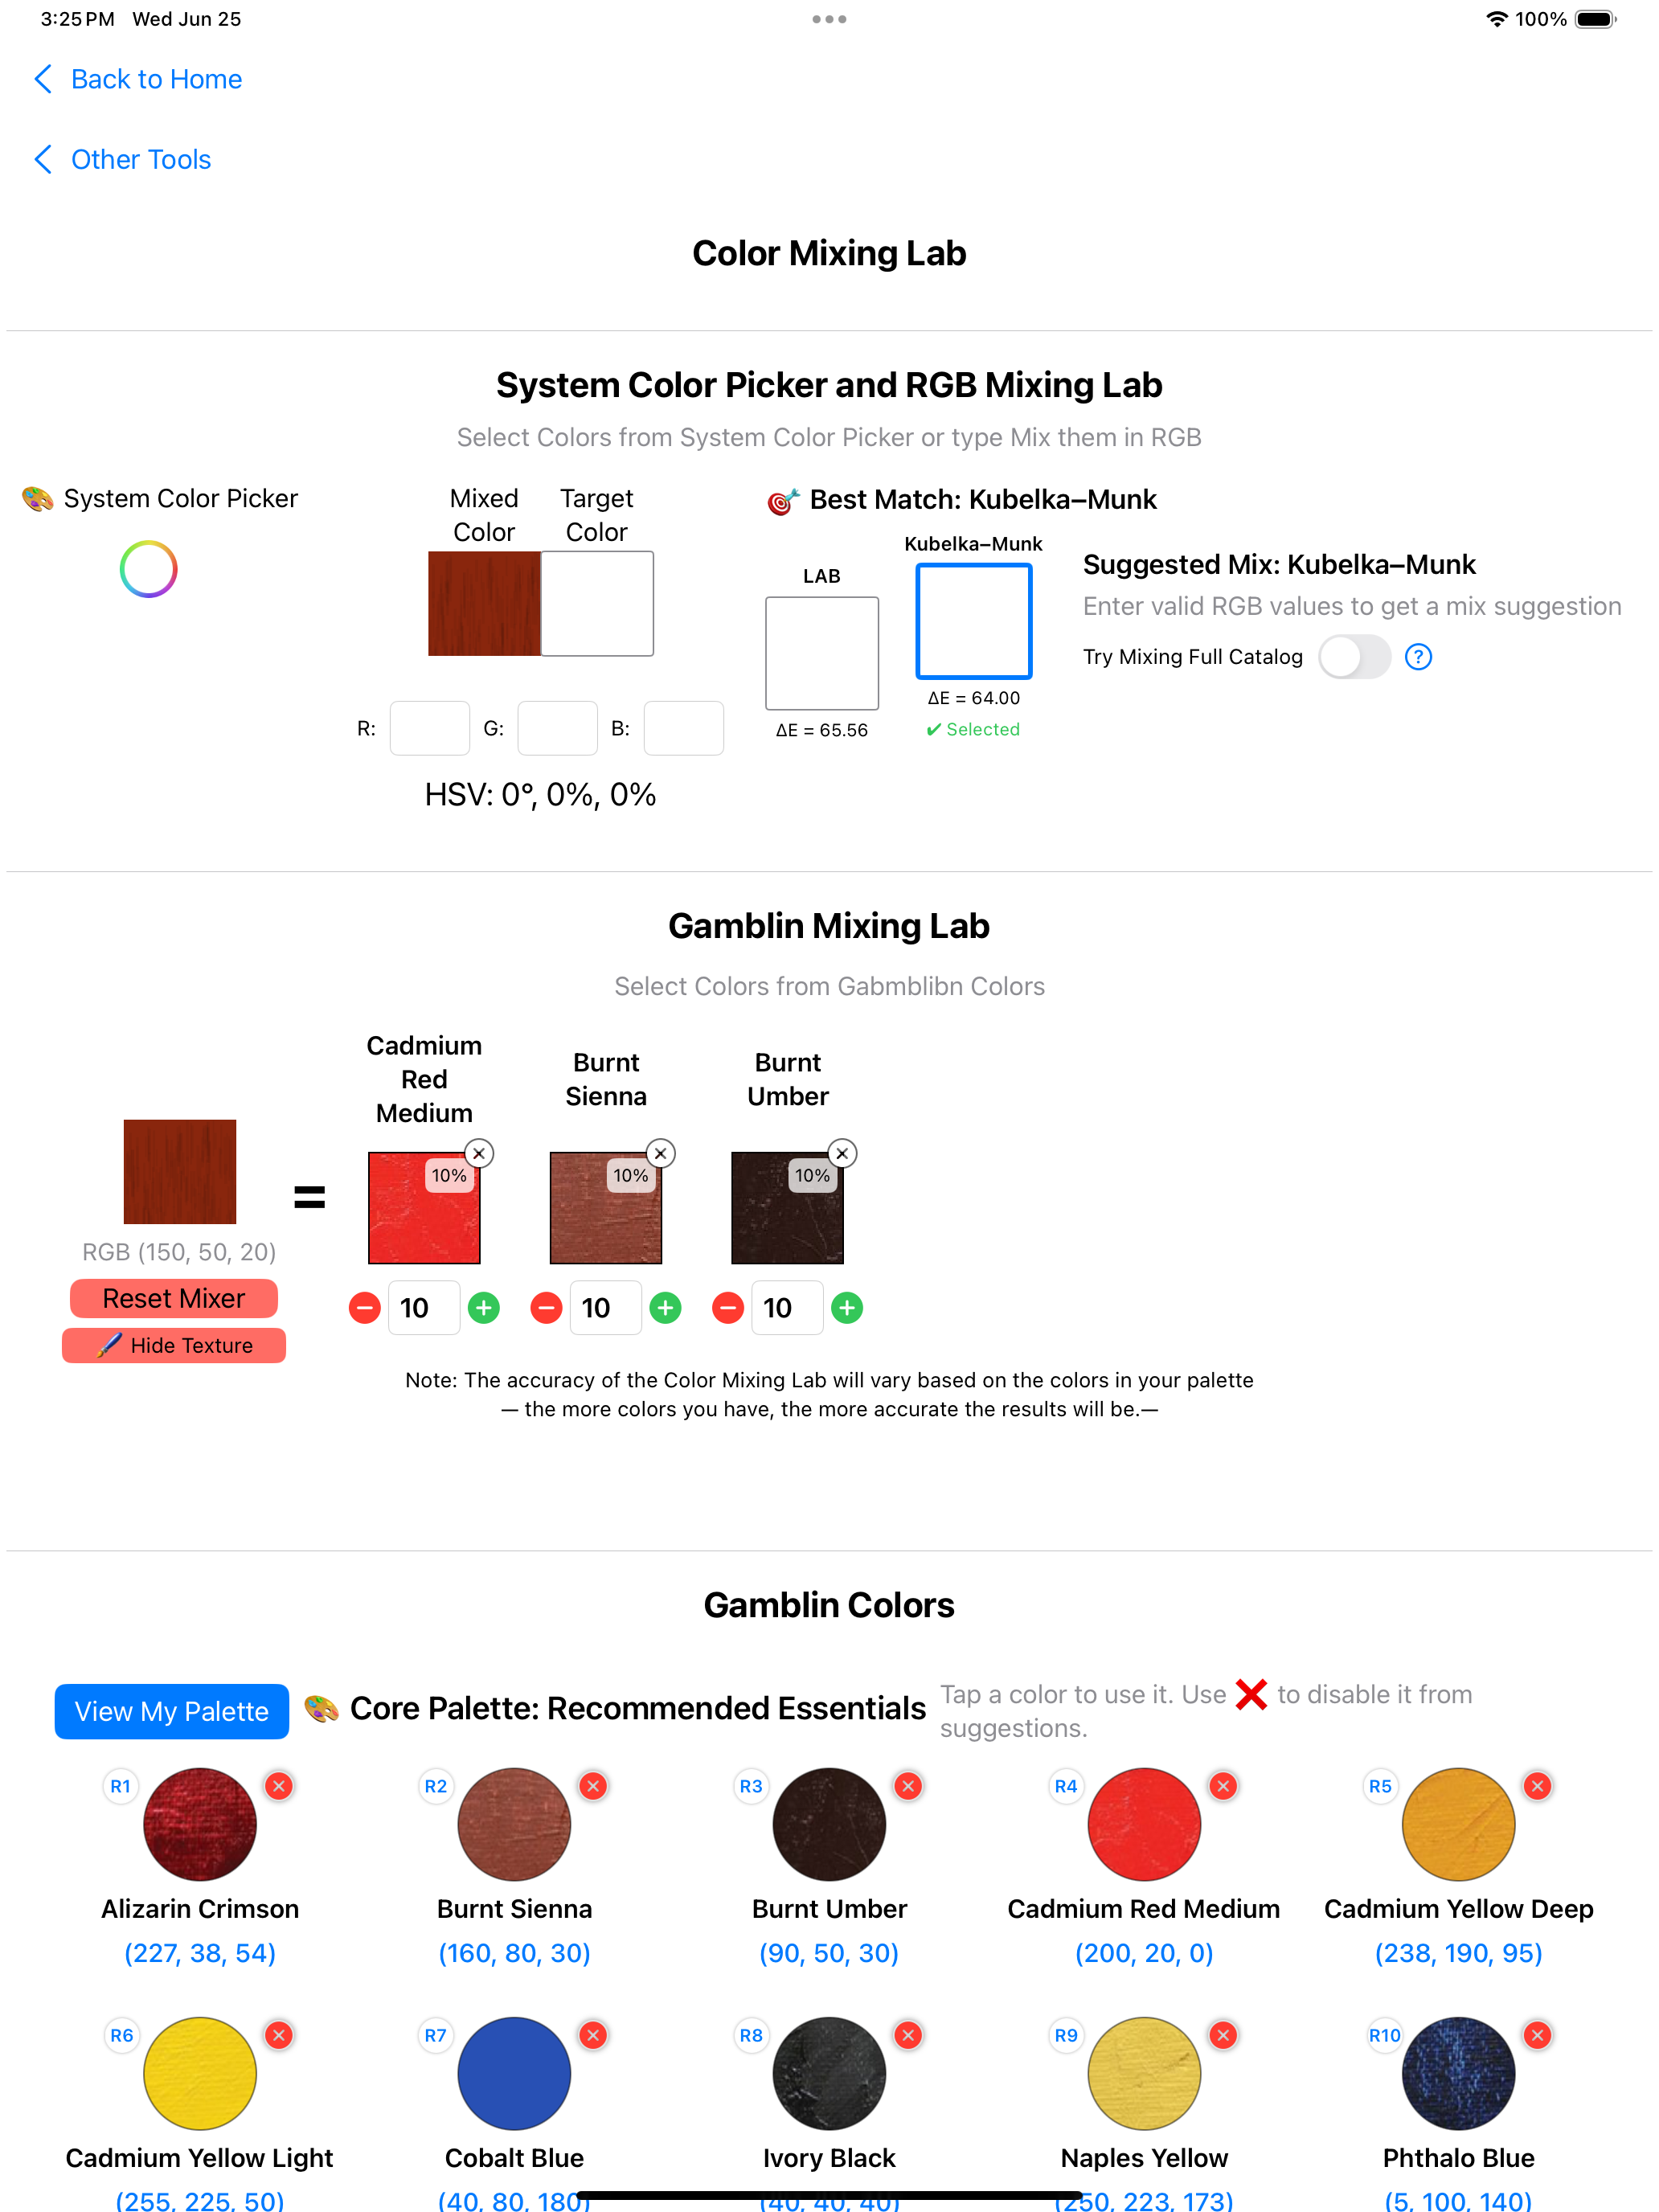 3:25 PM Wed Jun 25
100%
Back to Home
Other Tools
Color Mixing Lab
System Color Picker and RGB Mixing Lab
Select Colors from System Color Picker or type Mix them in RGB
System Color Picker
Mixed Color
Target Color
Best Match: Kubelka–Munk
LAB
ΔE = 65.56
Kubelka–Munk
ΔE = 64.00
✔ Selected
Suggested Mix: Kubelka–Munk
Enter valid RGB values to get a mix suggestion
Try Mixing Full Catalog ?
R: G: B:
HSV: 0°, 0%, 0%
Gamblin Mixing Lab
Select Colors from Gabmblibn Colors
Cadmium Red Medium
Burnt Sienna
Burnt Umber
10% 10% 10%
=
RGB (150, 50, 20)
Reset Mixer
Hide Texture
10 10 10
Note: The accuracy of the Color Mixing Lab will vary based on the colors in your palette
— the more colors you have, the more accurate the results will be.—
Gamblin Colors
View My Palette
Core Palette: Recommended Essentials
Tap a color to use it. Use ❌ to disable it from
suggestions.
R1 R2 R3 R4 R5
Alizarin Crimson Burnt Sienna Burnt Umber Cadmium Red Medium Cadmium Yellow Deep
(227, 38, 54) (160, 80, 30) (90, 50, 30) (200, 20, 0) (238, 190, 95)
R6 R7 R8 R9 R10
Cadmium Yellow Light Cobalt Blue Ivory Black Naples Yellow Phthalo Blue
(255, 225, 50) (40, 80, 180) (40, 40, 40) (250, 223, 173) (5, 100, 140)